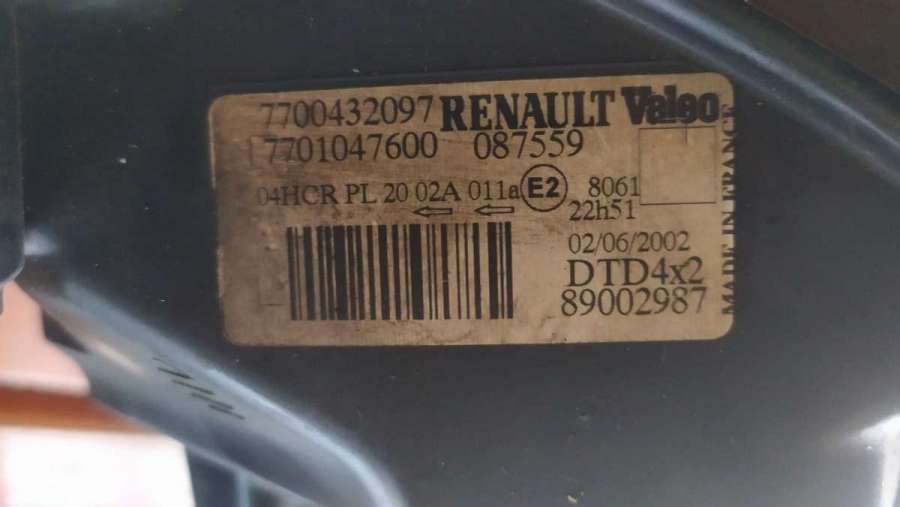 7700432097 RENAULT Valeo
7701047600 087559
04HCR PL 20 02A 011a E2 8061
22h51
02/06/2002
DTD4x2
89002987
MADE IN FRANCE